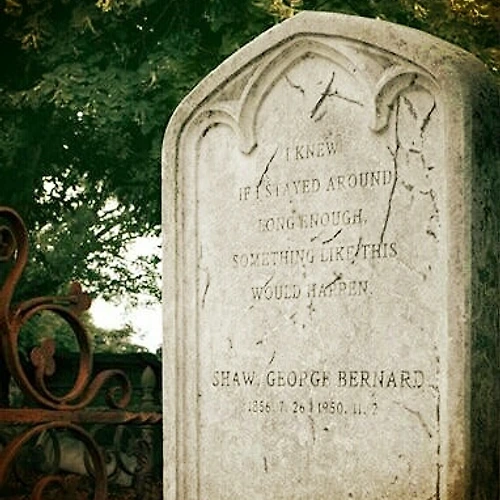 I KNEW
IF I STAYED AROUND
LONG ENOUGH,
SOMETHING LIKE THIS
WOULD HAPPEN.
SHAW, GEORGE BERNARD
1856. 7. 26 1950. 11. 2